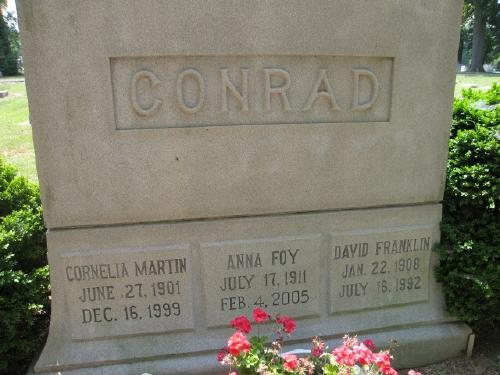 CONRAD
CORNELIA MARTIN
JUNE 27, 1901
DEC. 16, 1999
ANNA FOY
JULY 17, 1911
FEB. 4, 2005
DAVID FRANKLIN
JAN. 22, 1908
JULY 16, 1992